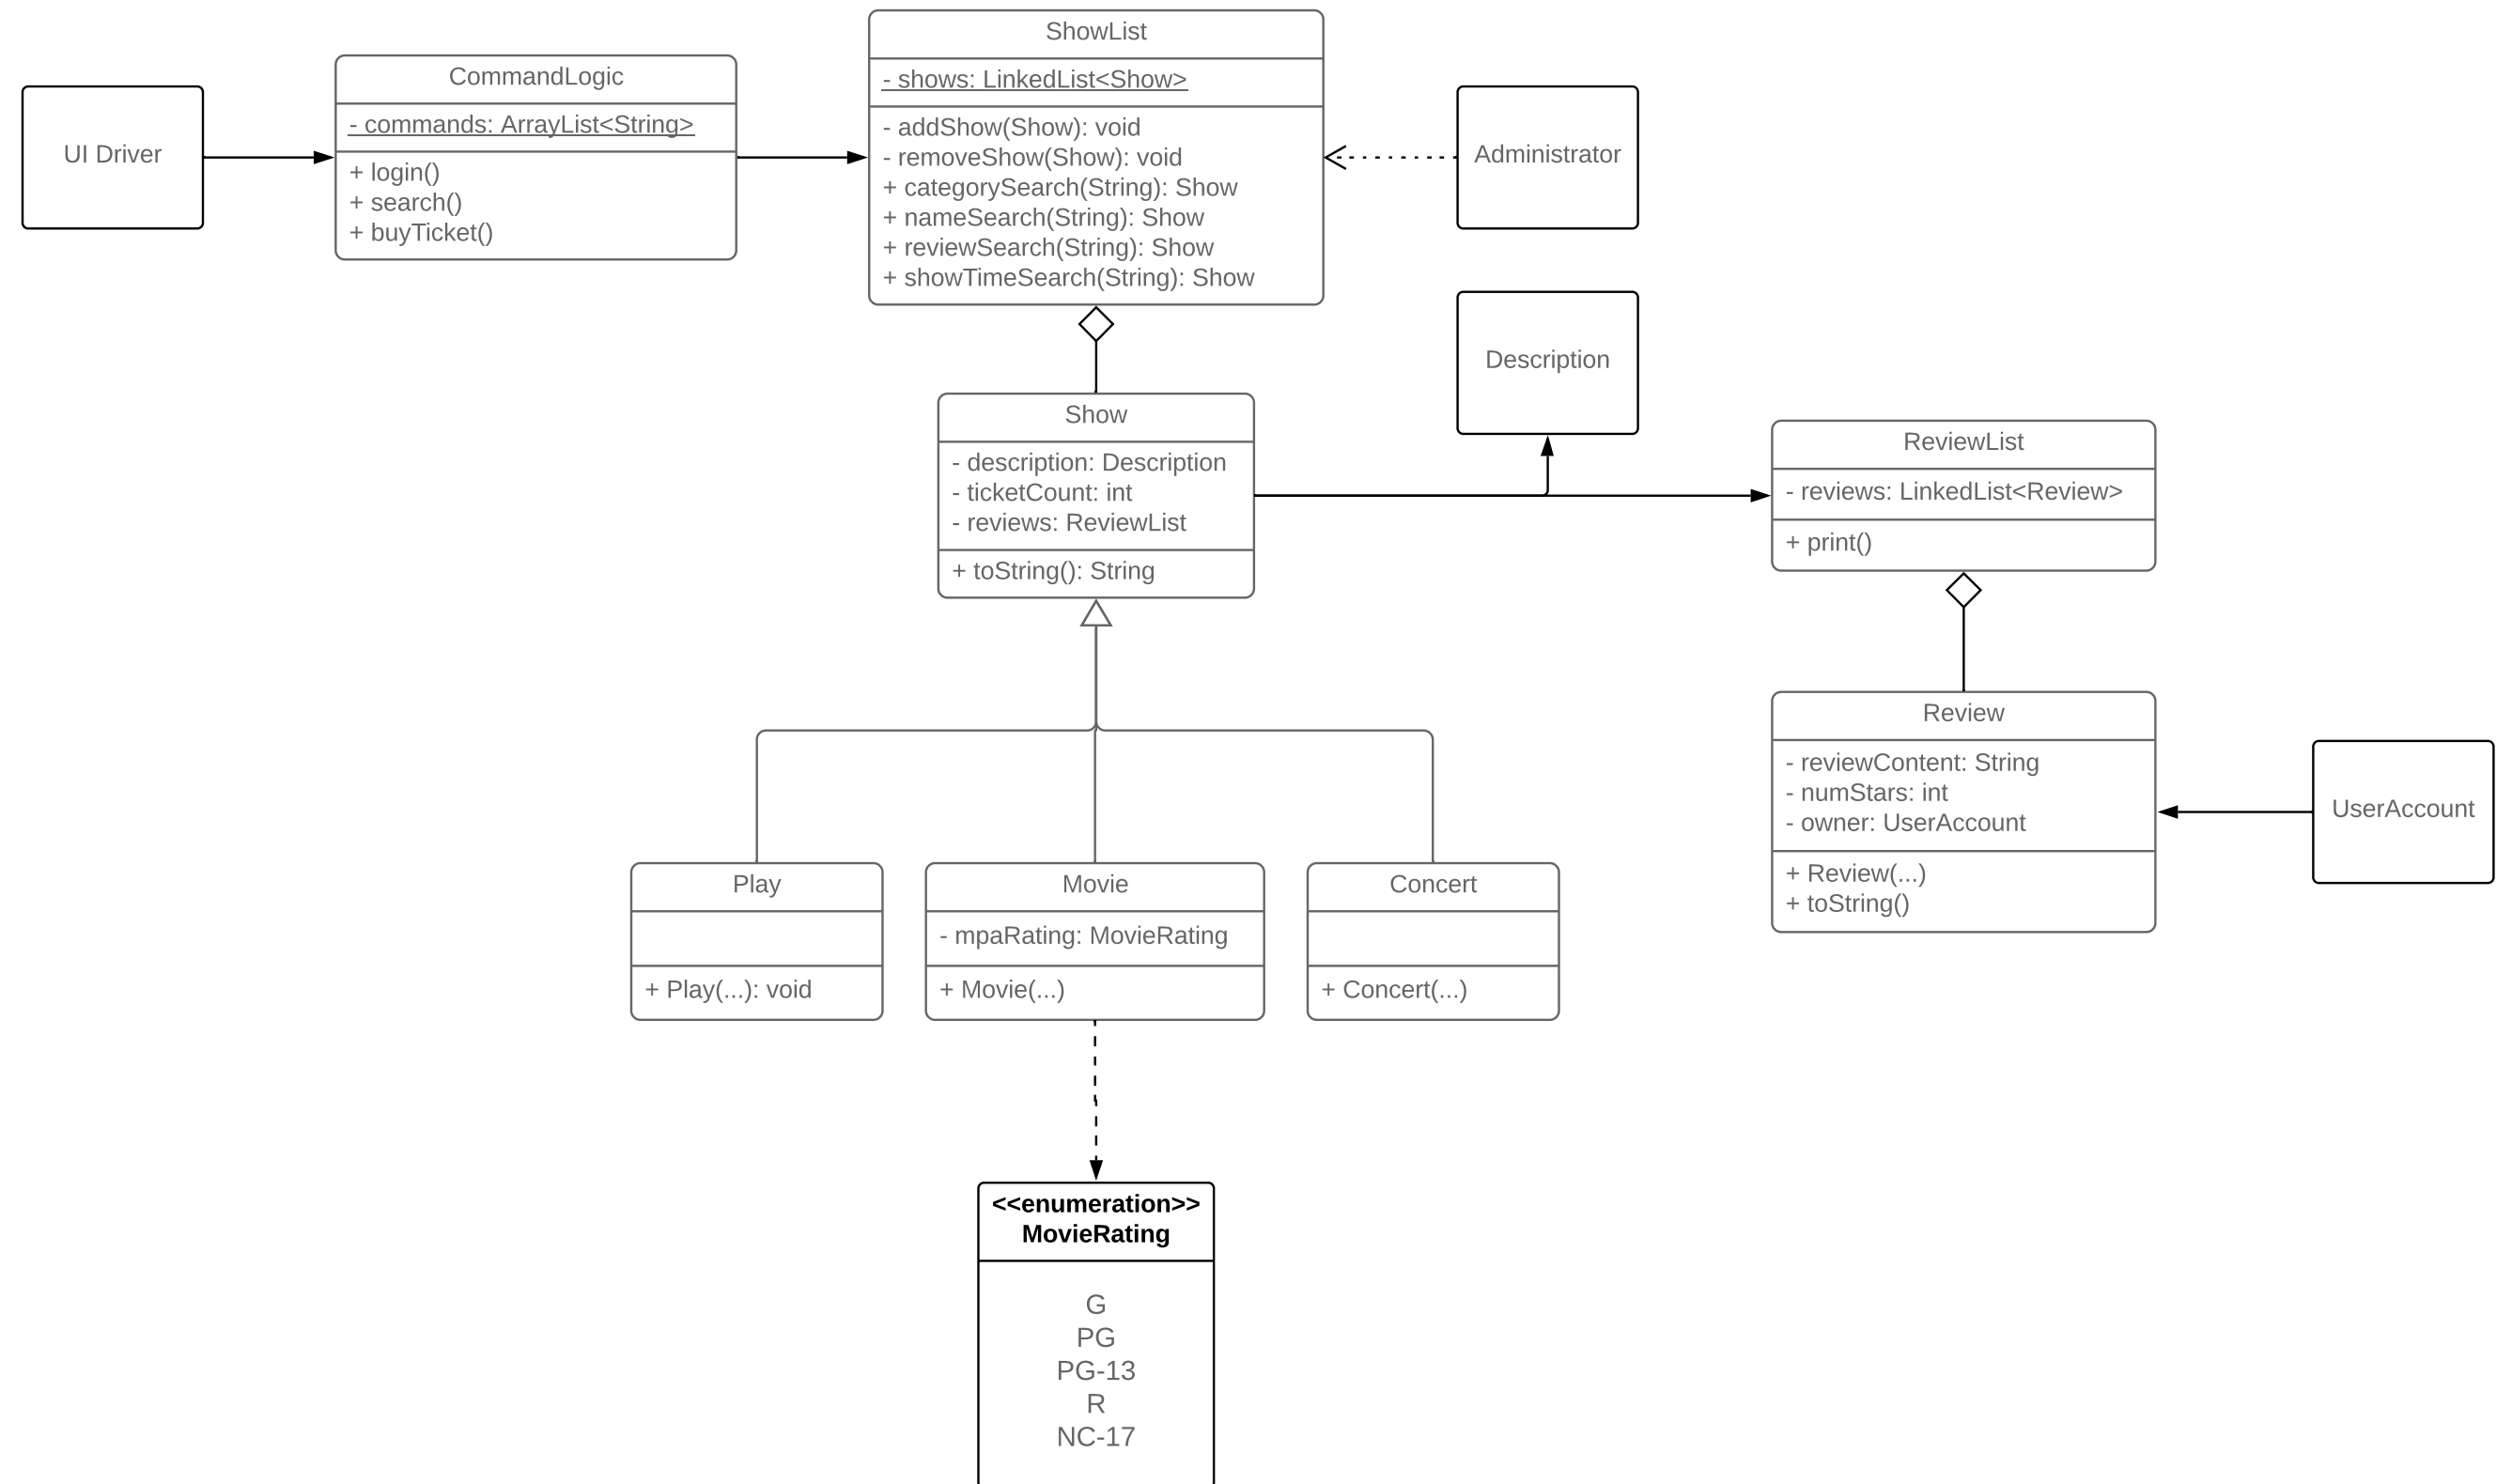 UI Driver
CommandLogic
- commands: ArrayList<String>
+ login()
+ search()
+ buyTicket()
ShowList
- shows: LinkedList<Show>
- addShow(Show): void
- removeShow(Show): void
+ categorySearch(String): Show
+ nameSearch(String): Show
+ reviewSearch(String): Show
+ showTimeSearch(String): Show
Administrator
Description
Show
- description: Description
- ticketCount: int
- reviews: ReviewList
+ toString(): String
ReviewList
- reviews: LinkedList<Review>
+ print()
Review
- reviewContent: String
- numStars: int
- owner: UserAccount
+ Review(...)
+ toString()
UserAccount
Play
+ Play(...): void
Movie
- mpaRating: MovieRating
+ Movie(...)
Concert
+ Concert(...)
<<enumeration>>
MovieRating
G
PG
PG-13
R
NC-17